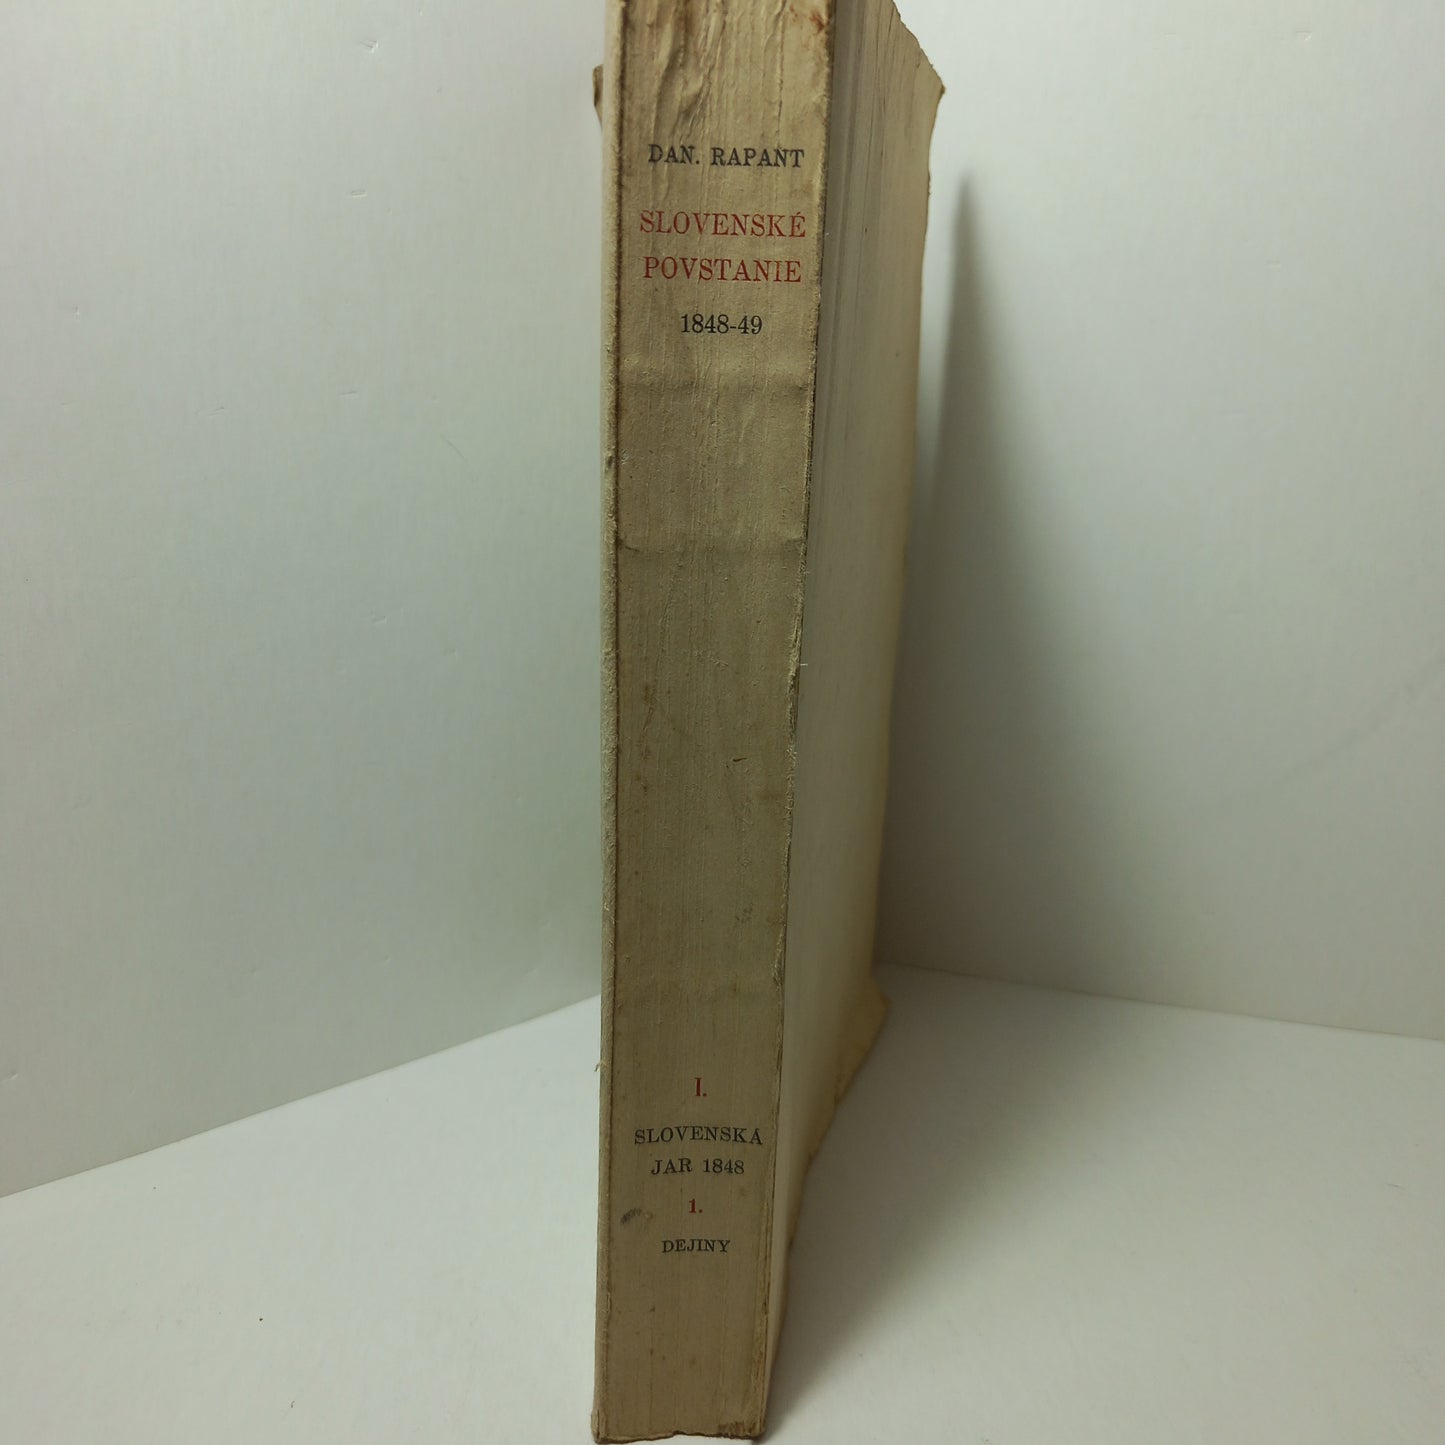 DAN. RAPANT
SLOVENSKÉ
POVSTANIE
1848-49
I.
SLOVENSKÁ
JAR 1848
1.
DEJINY